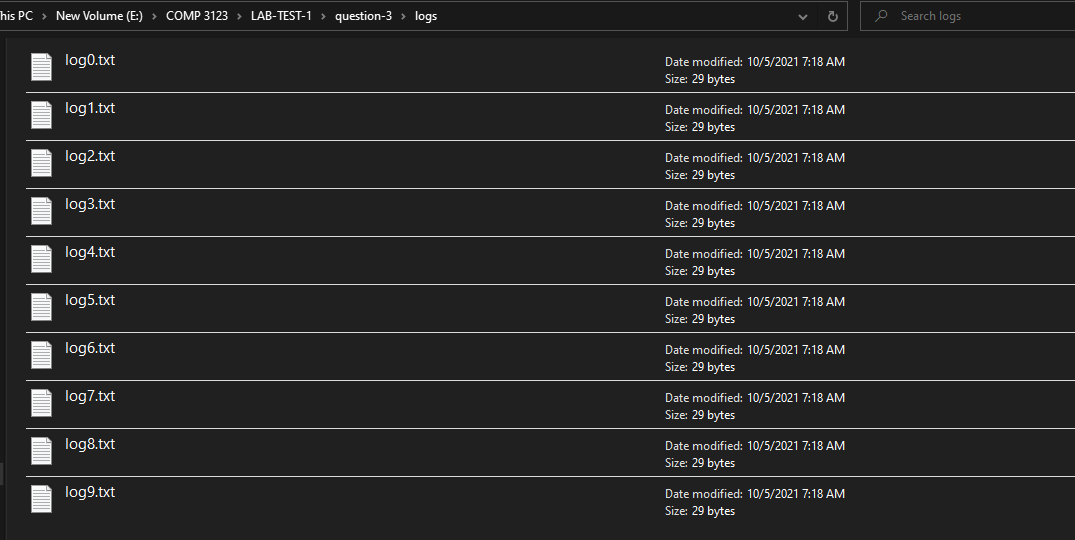 his PC > New Volume (E:) > COMP 3123 > LAB-TEST-1 > question-3 > logs
Search logs
log0.txt
Date modified: 10/5/2021 7:18 AM
Size: 29 bytes
log1.txt
Date modified: 10/5/2021 7:18 AM
Size: 29 bytes
log2.txt
Date modified: 10/5/2021 7:18 AM
Size: 29 bytes
log3.txt
Date modified: 10/5/2021 7:18 AM
Size: 29 bytes
log4.txt
Date modified: 10/5/2021 7:18 AM
Size: 29 bytes
log5.txt
Date modified: 10/5/2021 7:18 AM
Size: 29 bytes
log6.txt
Date modified: 10/5/2021 7:18 AM
Size: 29 bytes
log7.txt
Date modified: 10/5/2021 7:18 AM
Size: 29 bytes
log8.txt
Date modified: 10/5/2021 7:18 AM
Size: 29 bytes
log9.txt
Date modified: 10/5/2021 7:18 AM
Size: 29 bytes